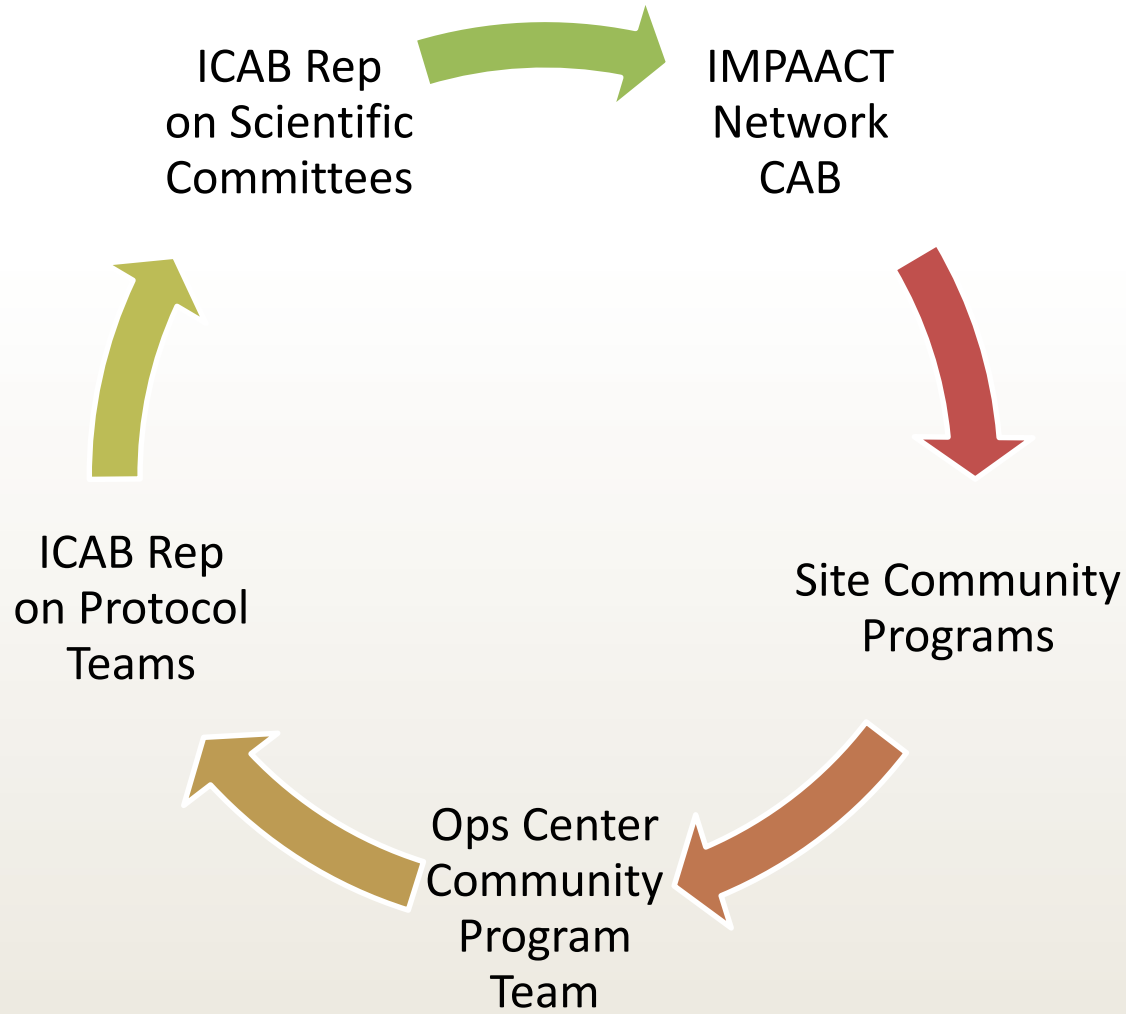 ICAB Rep
on Scientific
Committees
IMPAACT
Network
CAB
Site Community
Programs
Ops Center
Community
Program
Team
ICAB Rep
on Protocol
Teams